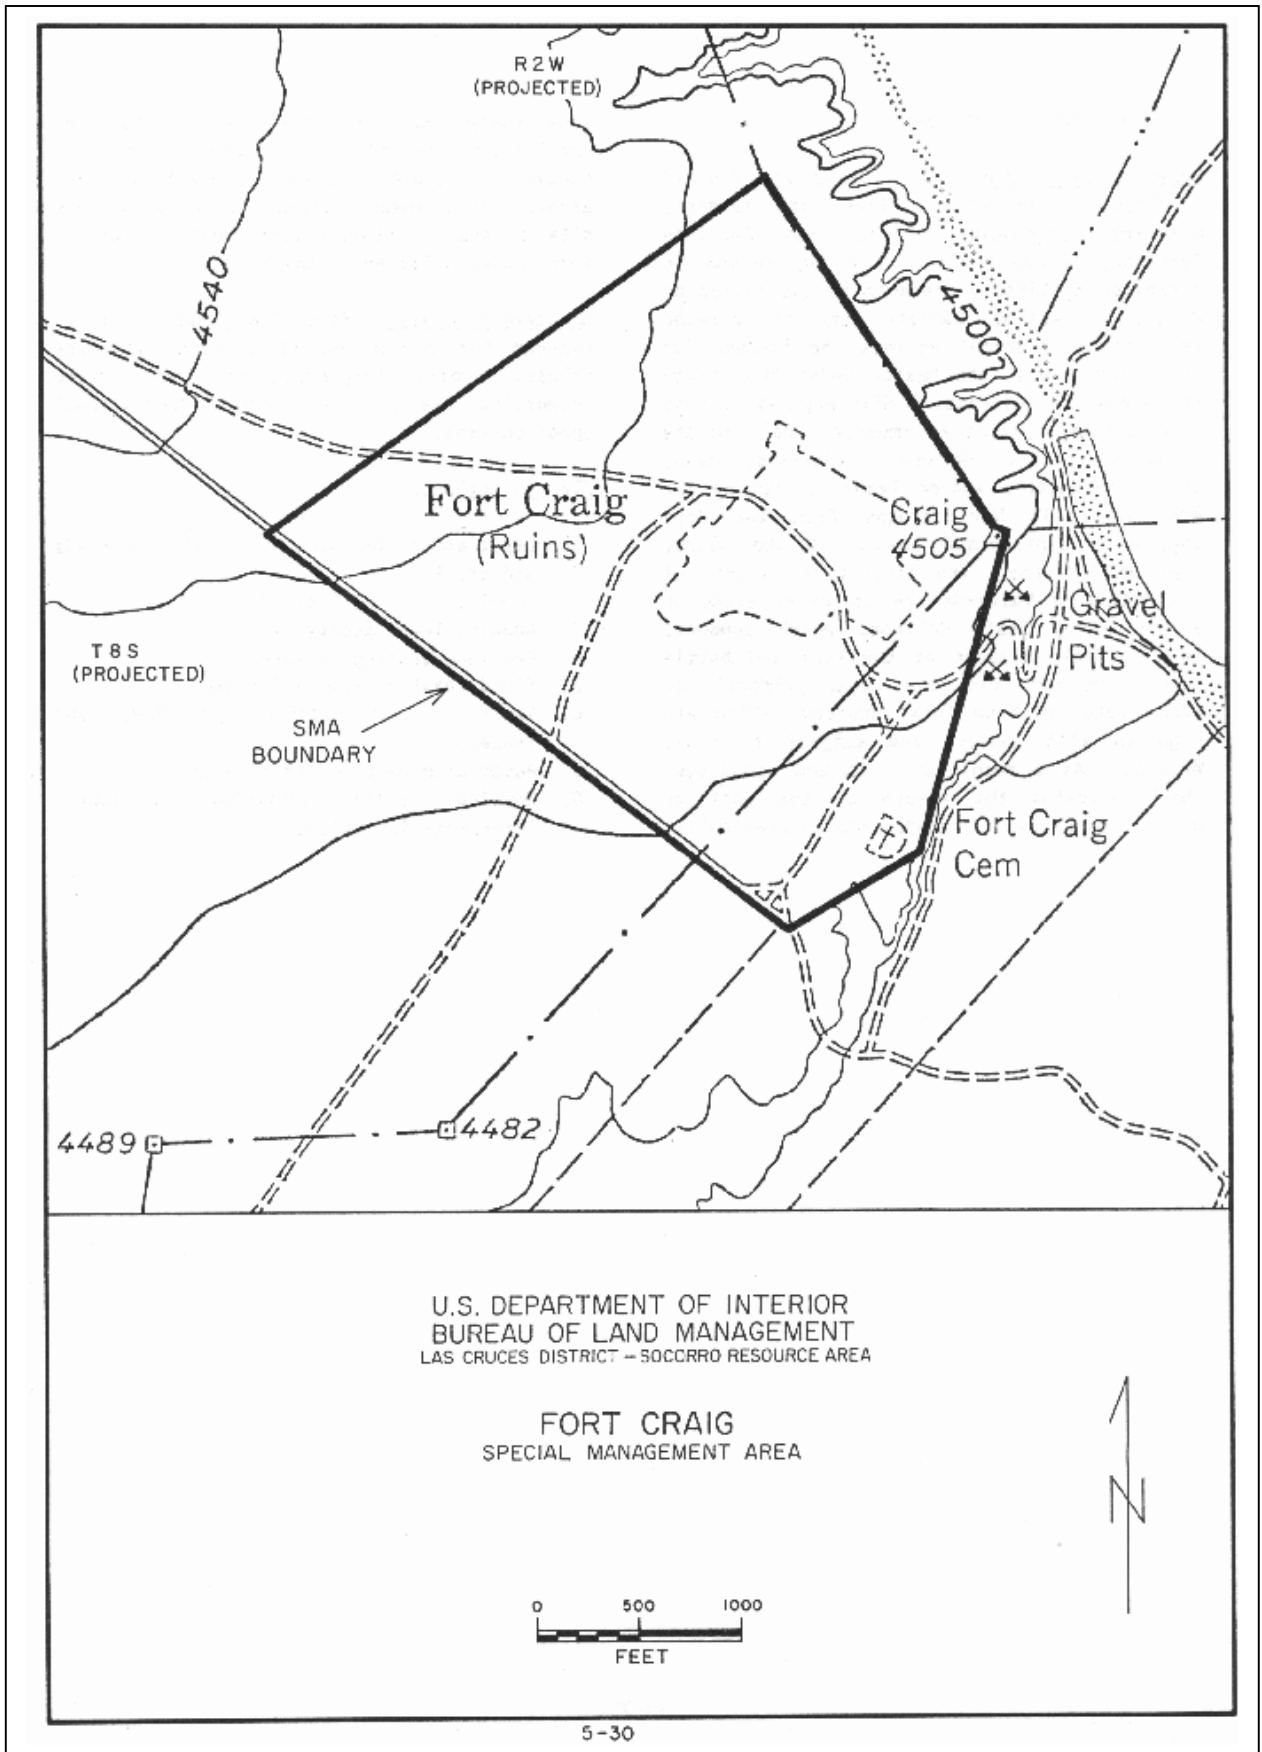 R2W
(PROJECTED)
4540
4500
Fort Craig
(Ruins)
Craig
4505
Gravel
Pits
T8S
(PROJECTED)
SMA
BOUNDARY
Fort Craig
Cem
4489
4482
U.S. DEPARTMENT OF INTERIOR
BUREAU OF LAND MANAGEMENT
LAS CRUCES DISTRICT – SOCORRO RESOURCE AREA
FORT CRAIG
SPECIAL MANAGEMENT AREA
N
0 500 1000
FEET
5-30